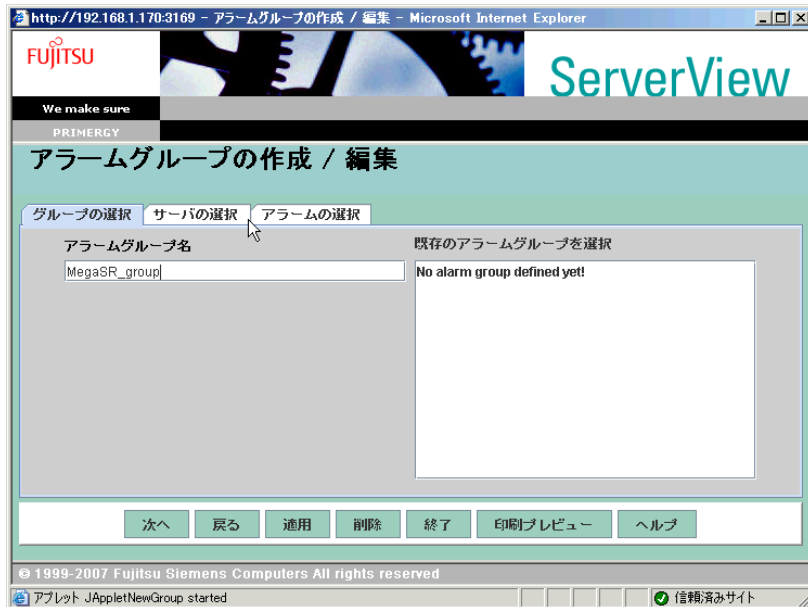 http://192.168.1.170:3169 - アラームグループの作成 / 編集 - Microsoft Internet Explorer
FUJITSU
ServerView
We make sure
PRIMERGY
アラームグループの作成 / 編集
グループの選択 サーバの選択 アラームの選択
アラームグループ名 既存のアラームグループを選択
MegaSR_group No alarm group defined yet!
次へ 戻る 適用 削除 終了 印刷プレビュー ヘルプ
© 1999-2007 Fujitsu Siemens Computers All rights reserved
アプレット JAppletNewGroup started 信頼済みサイト